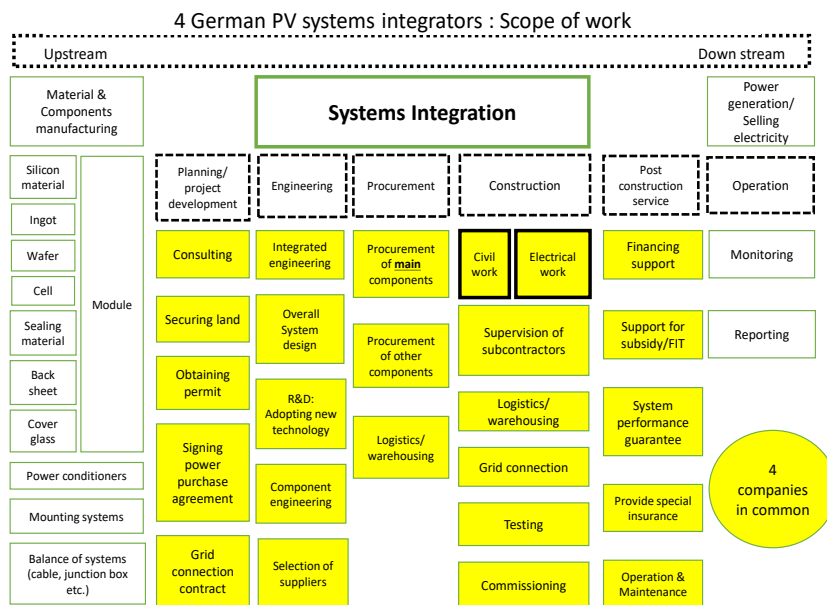 4 German PV systems integrators : Scope of work
Upstream
Down stream
Material &
Components
manufacturing
Systems Integration
Power
generation/
Selling
electricity
Silicon
material
Ingot
Wafer
Cell
Sealing
material
Back
sheet
Cover
glass
Module
Power conditioners
Mounting systems
Balance of systems
(cable, junction box
etc.)
Planning/
project
development
Consulting
Securing land
Obtaining
permit
Signing
power
purchase
agreement
Grid
connection
contract
Engineering
Integrated
engineering
Overall
System
design
R&D:
Adopting new
technology
Component
engineering
Selection of
suppliers
Procurement
Procurement
of main
components
Procurement
of other
components
Logistics/
warehousing
Construction
Civil
work
Electrical
work
Supervision of
subcontractors
Logistics/
warehousing
Grid connection
Testing
Commissioning
Post
construction
service
Financing
support
Support for
subsidy/FIT
System
performance
guarantee
Provide special
insurance
Operation &
Maintenance
Operation
Monitoring
Reporting
4
companies
in common